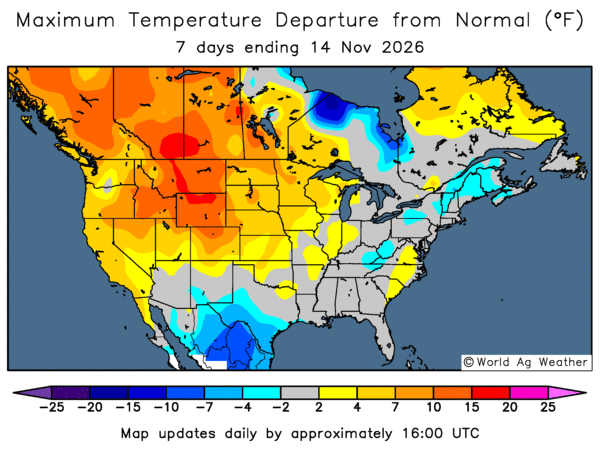 Maximum Temperature Departure from Normal (°F)
7 days ending 14 Nov 2026
© World Ag Weather
−25 −20 −15 −10 −7 −4 −2 2 4 7 10 15 20 25
Map updates daily by approximately 16:00 UTC